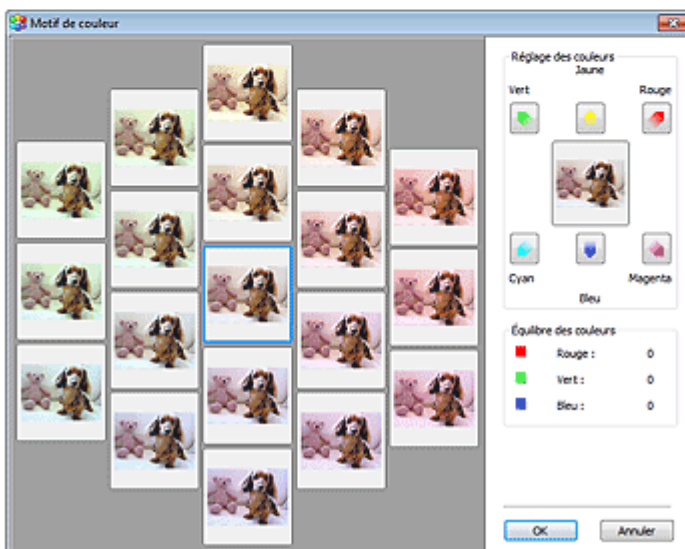 Motif de couleur
Réglage des couleurs
Jaune
Vert
Rouge
Cyan
Magenta
Bleu
Équilibre des couleurs
Rouge : 0
Vert : 0
Bleu : 0
OK
Annuler